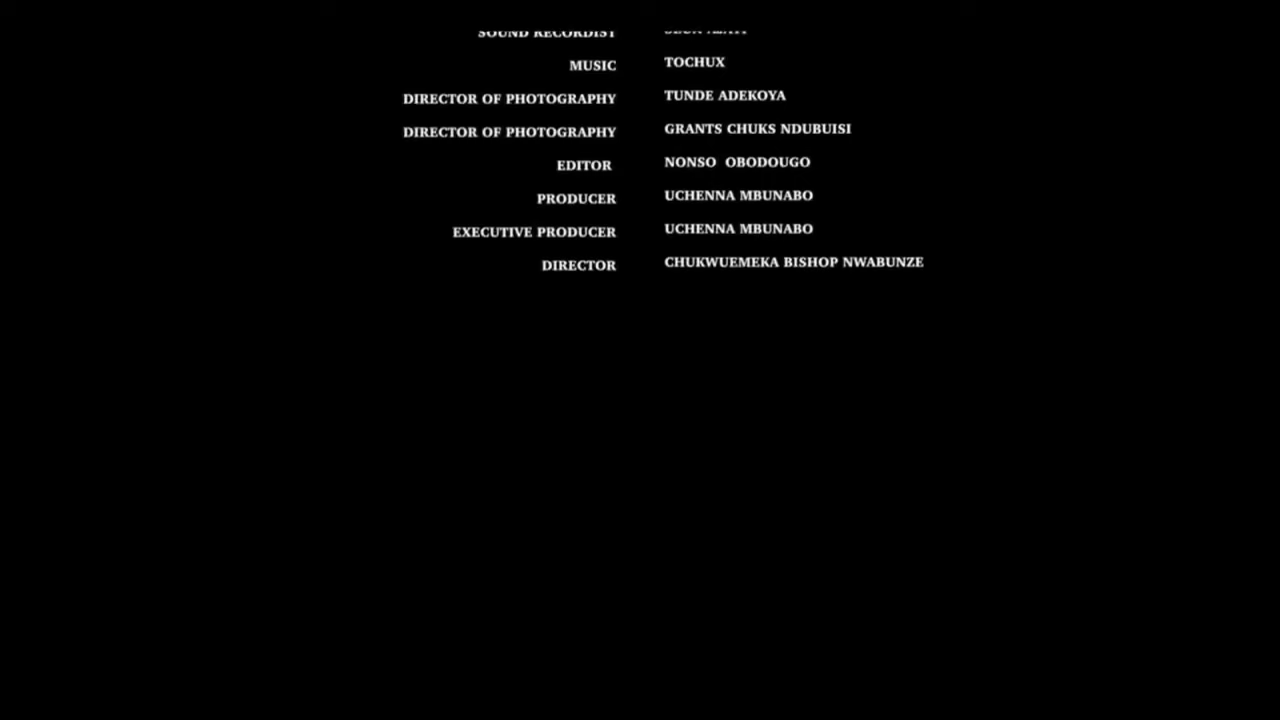 SOUND RECORDIST
MUSIC TOCHUX
DIRECTOR OF PHOTOGRAPHY TUNDE ADEKOYA
DIRECTOR OF PHOTOGRAPHY GRANTS CHUKS NDUBUISI
EDITOR NONSO OBODOUGO
PRODUCER UCHENNA MBUNABO
EXECUTIVE PRODUCER UCHENNA MBUNABO
DIRECTOR CHUKWUEMEKA BISHOP NWABUNZE